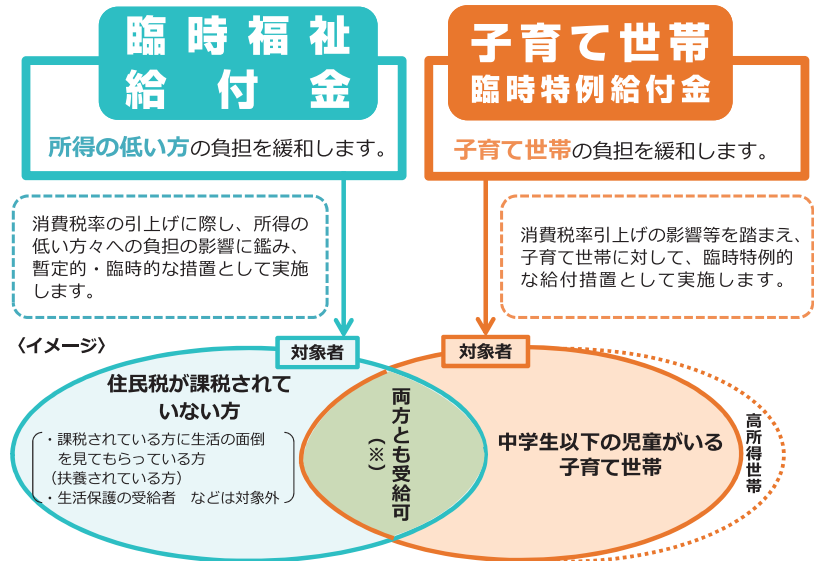 臨時福祉
給付金
所得の低い方の負担を緩和します。
消費税率の引上げに際し、所得の
低い方々への負担の影響に鑑み、
暫定的・臨時的な措置として実施
します。
子育て世帯
臨時特例給付金
子育て世帯の負担を緩和します。
消費税率引上げの影響等を踏まえ、
子育て世帯に対して、臨時特例的
な給付措置として実施します。
〈イメージ〉
対象者
住民税が課税されて
いない方
・課税されている方に生活の面倒
を見てもらっている方
（扶養されている方）
・生活保護の受給者　などは対象外
両方とも受給可
（※）
対象者
中学生以下の児童がいる
子育て世帯
高所得世帯